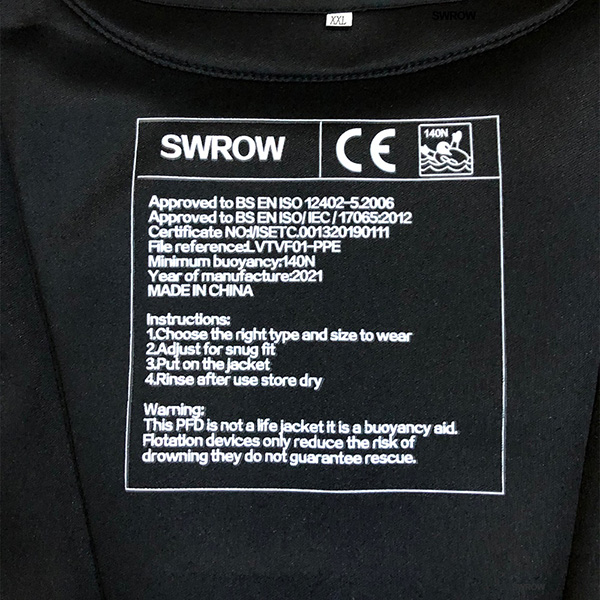 XXL
SWROW
SWROW
CE
140N
Approved to BS EN ISO 12402-5.2006
Approved to BS EN ISO/ IEC / 17065:2012
Certificate NO:I/ISETC.001320190111
File reference:LVTVF01-PPE
Minimum buoyancy:140N
Year of manufacture:2021
MADE IN CHINA
Instructions:
1.Choose the right type and size to wear
2.Adjust for snug fit
3.Put on the jacket
4.Rinse after use store dry
Warning:
This PFD is not a life jacket it is a buoyancy aid.
Flotation devices only reduce the risk of
drowning they do not guarantee rescue.
SWROW